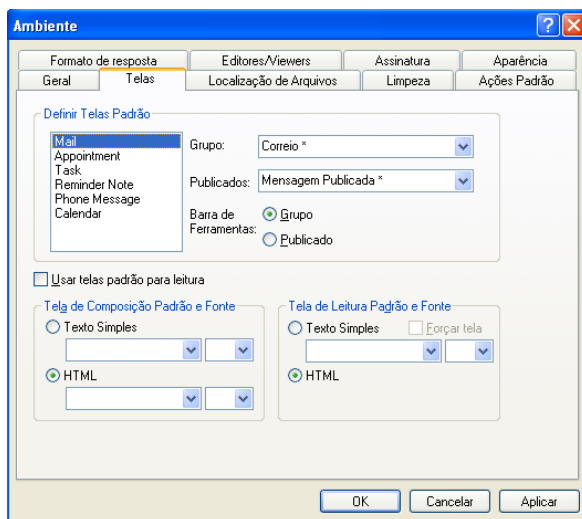 Ambiente
Formato de resposta Editores/Viewers Assinatura Aparência
Geral Telas Localização de Arquivos Limpeza Ações Padrão
Definir Telas Padrão
Mail
Appointment
Task
Reminder Note
Phone Message
Calendar
Grupo: Correio *
Publicados: Mensagem Publicada *
Barra de Ferramentas: Grupo
Publicado
Usar telas padrão para leitura
Tela de Composição Padrão e Fonte
Texto Simples
HTML
Tela de Leitura Padrão e Fonte
Texto Simples Forçar tela
HTML
OK Cancelar Aplicar